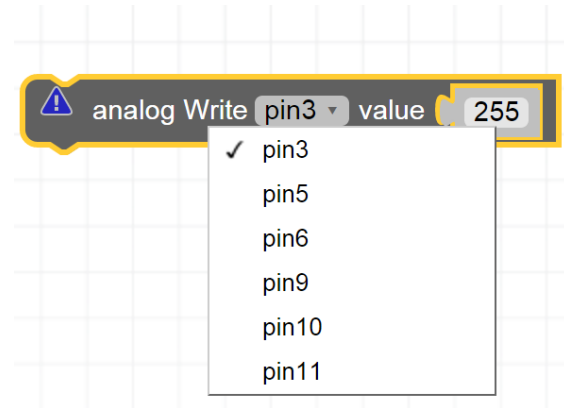 analog Write pin3 value 255
pin3
pin5
pin6
pin9
pin10
pin11